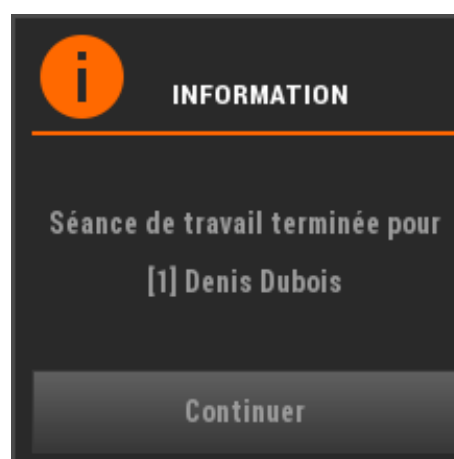 i
INFORMATION
Séance de travail terminée pour
[1] Denis Dubois
Continuer